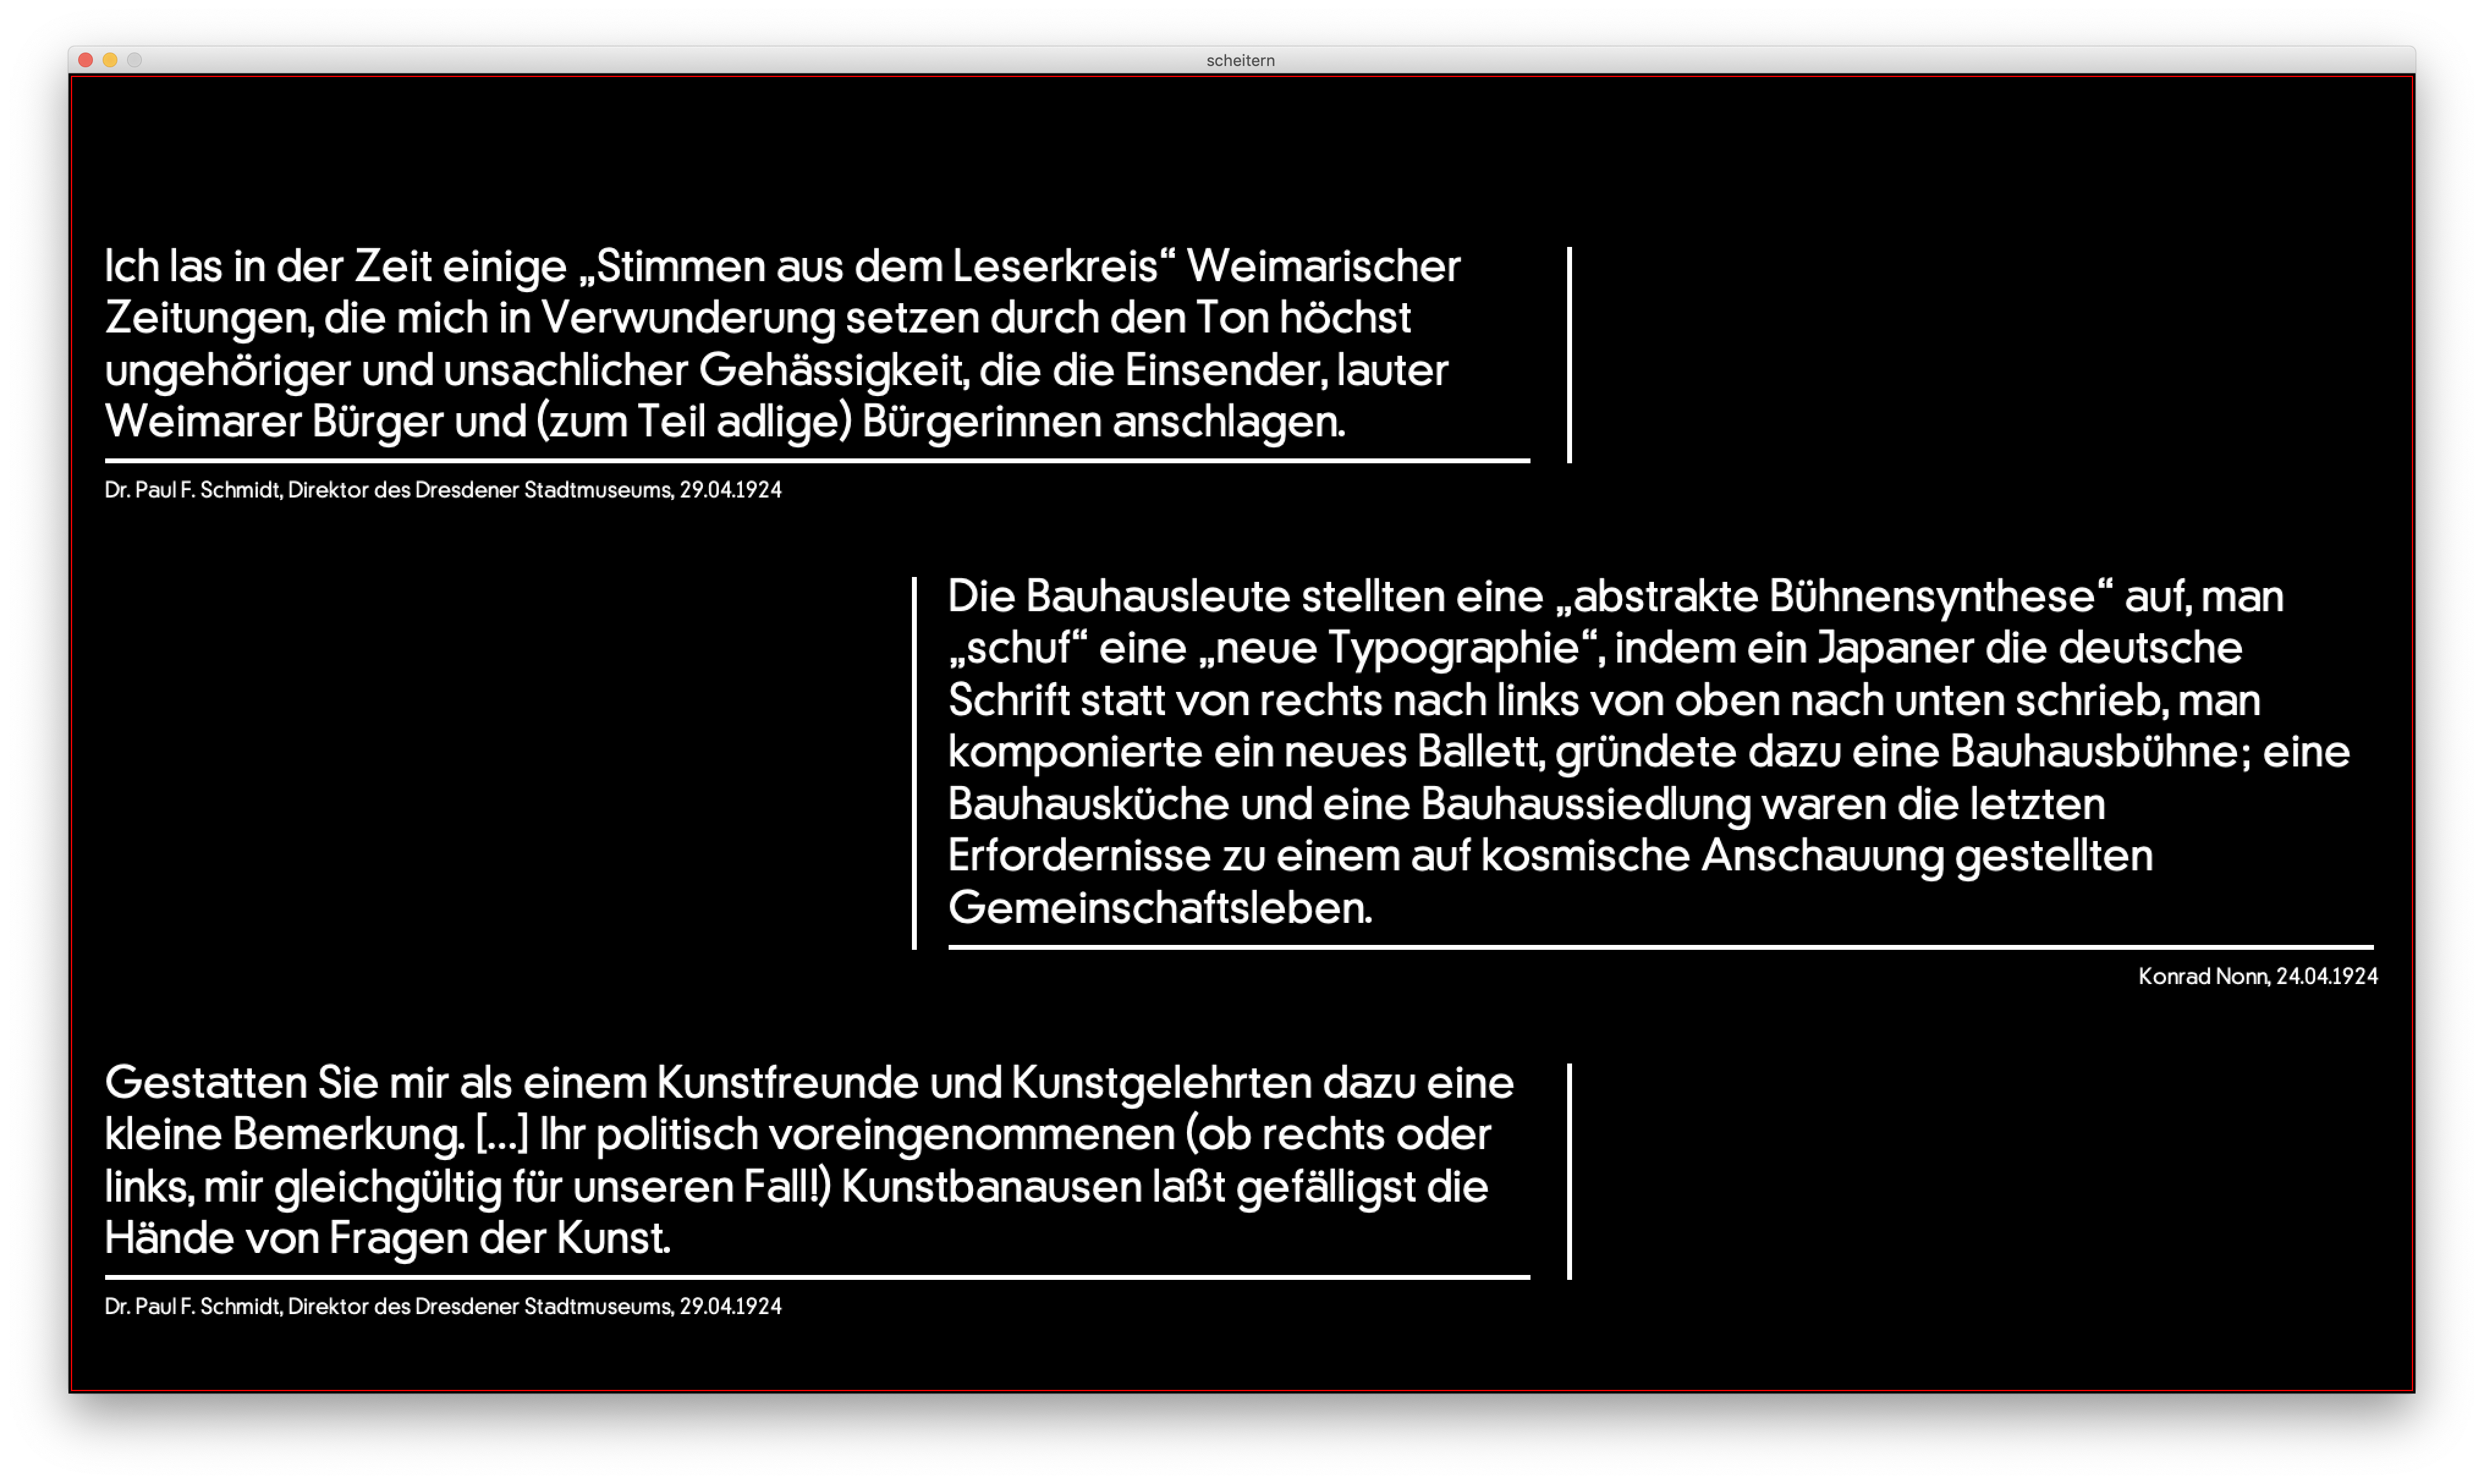 scheitern
Ich las in der Zeit einige „Stimmen aus dem Leserkreis“ Weimarischer
Zeitungen, die mich in Verwunderung setzen durch den Ton höchst
ungehöriger und unsachlicher Gehässigkeit, die die Einsender, lauter
Weimarer Bürger und (zum Teil adlige) Bürgerinnen anschlagen.
Dr. Paul F. Schmidt, Direktor des Dresdener Stadtmuseums, 29.04.1924
Die Bauhausleute stellten eine „abstrakte Bühnensynthese“ auf, man
„schuf“ eine „neue Typographie“, indem ein Japaner die deutsche
Schrift statt von rechts nach links von oben nach unten schrieb, man
komponierte ein neues Ballett, gründete dazu eine Bauhausbühne; eine
Bauhausküche und eine Bauhaussiedlung waren die letzten
Erfordernisse zu einem auf kosmische Anschauung gestellten
Gemeinschaftsleben.
Konrad Nonn, 24.04.1924
Gestatten Sie mir als einem Kunstfreunde und Kunstgelehrten dazu eine
kleine Bemerkung. [...] Ihr politisch voreingenommenen (ob rechts oder
links, mir gleichgültig für unseren Fall!) Kunstbanausen laßt gefälligst die
Hände von Fragen der Kunst.
Dr. Paul F. Schmidt, Direktor des Dresdener Stadtmuseums, 29.04.1924